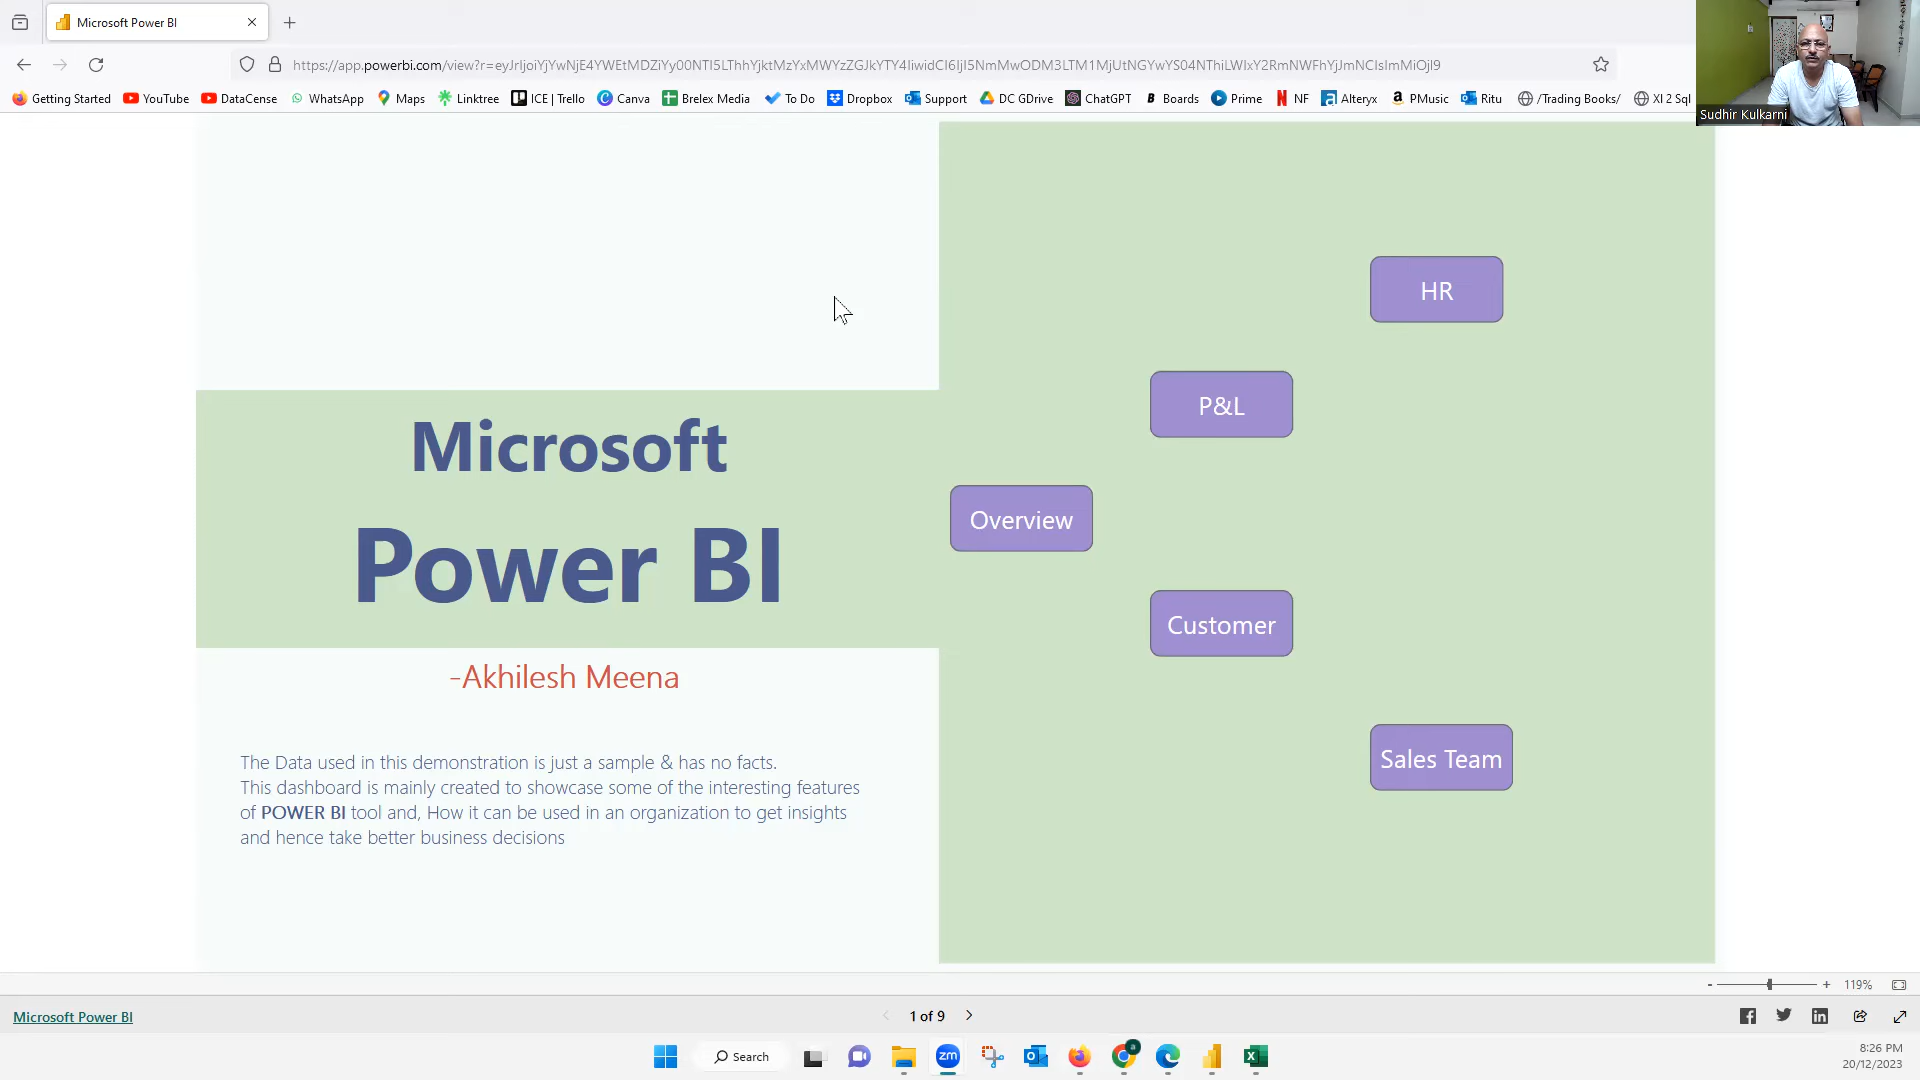 Microsoft Power BI
https://app.powerbi.com/view?r=eyJrIjoiYjYwNjE4YWEtMDZiYy00NTI5LThhYjktMzYxMWYzZGJkYTY4IiwidCI6IjI5NmMwODM3LTM1MjUtNGYwYS04NThiLWIxY2RmNWFhYjJmNCIsImMiOjJ9
Getting Started YouTube DataCense WhatsApp Maps Linktree ICE | Trello Canva Brelex Media To Do Dropbox Support DC GDrive ChatGPT Boards Prime NF Alteryx PMusic Ritu /Trading Books/ Xl 2 Sql
Sudhir Kulkarni
HR
P&L
Microsoft
Power BI
Overview
Customer
-Akhilesh Meena
Sales Team
The Data used in this demonstration is just a sample & has no facts.
This dashboard is mainly created to showcase some of the interesting features
of POWER BI tool and, How it can be used in an organization to get insights
and hence take better business decisions
- + 119%
Microsoft Power BI
1 of 9
Search
zm
8:26 PM
20/12/2023